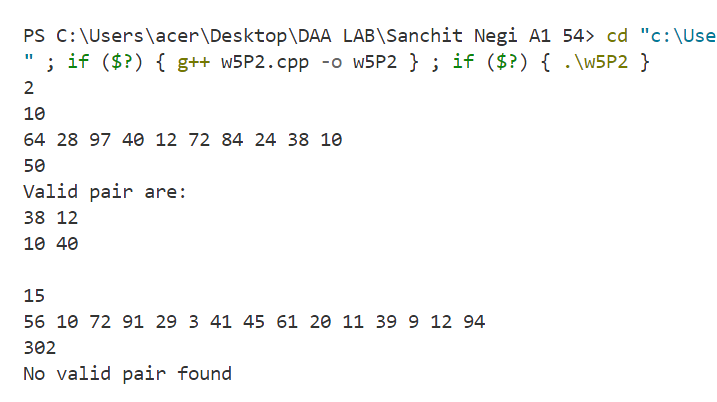 PS C:\Users\acer\Desktop\DAA LAB\Sanchit Negi A1 54> cd "c:\Use
" ; if ($?) { g++ w5P2.cpp -o w5P2 } ; if ($?) { .\w5P2 }
2
10
64 28 97 40 12 72 84 24 38 10
50
Valid pair are:
38 12
10 40
15
56 10 72 91 29 3 41 45 61 20 11 39 9 12 94
302
No valid pair found